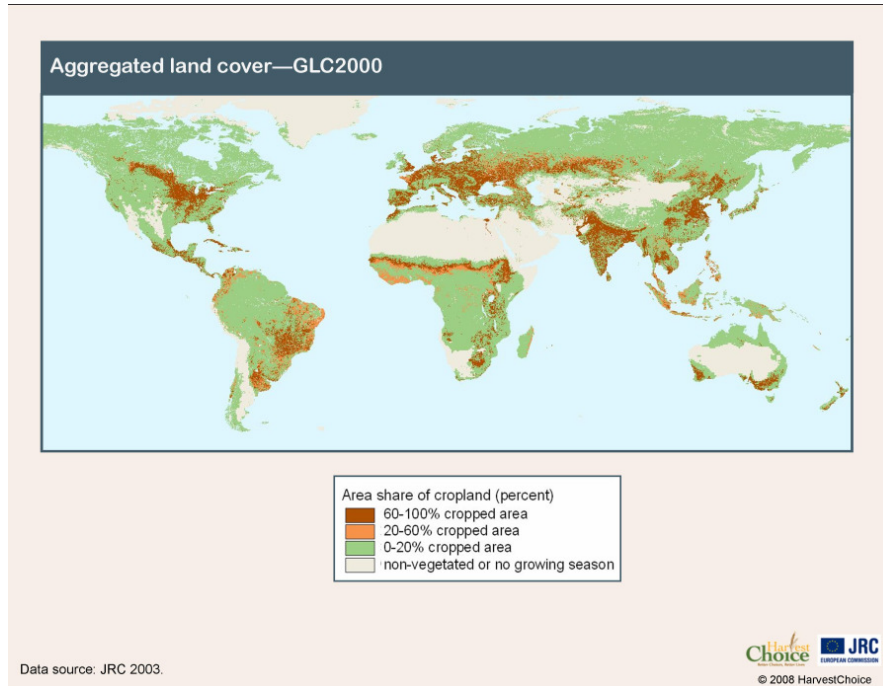 Aggregated land cover—GLC2000
Area share of cropland (percent)
60-100% cropped area
20-60% cropped area
0-20% cropped area
non-vegetated or no growing season
Data source: JRC 2003.
Harvest
Choice
JRC
EUROPEAN COMMISSION
© 2008 HarvestChoice